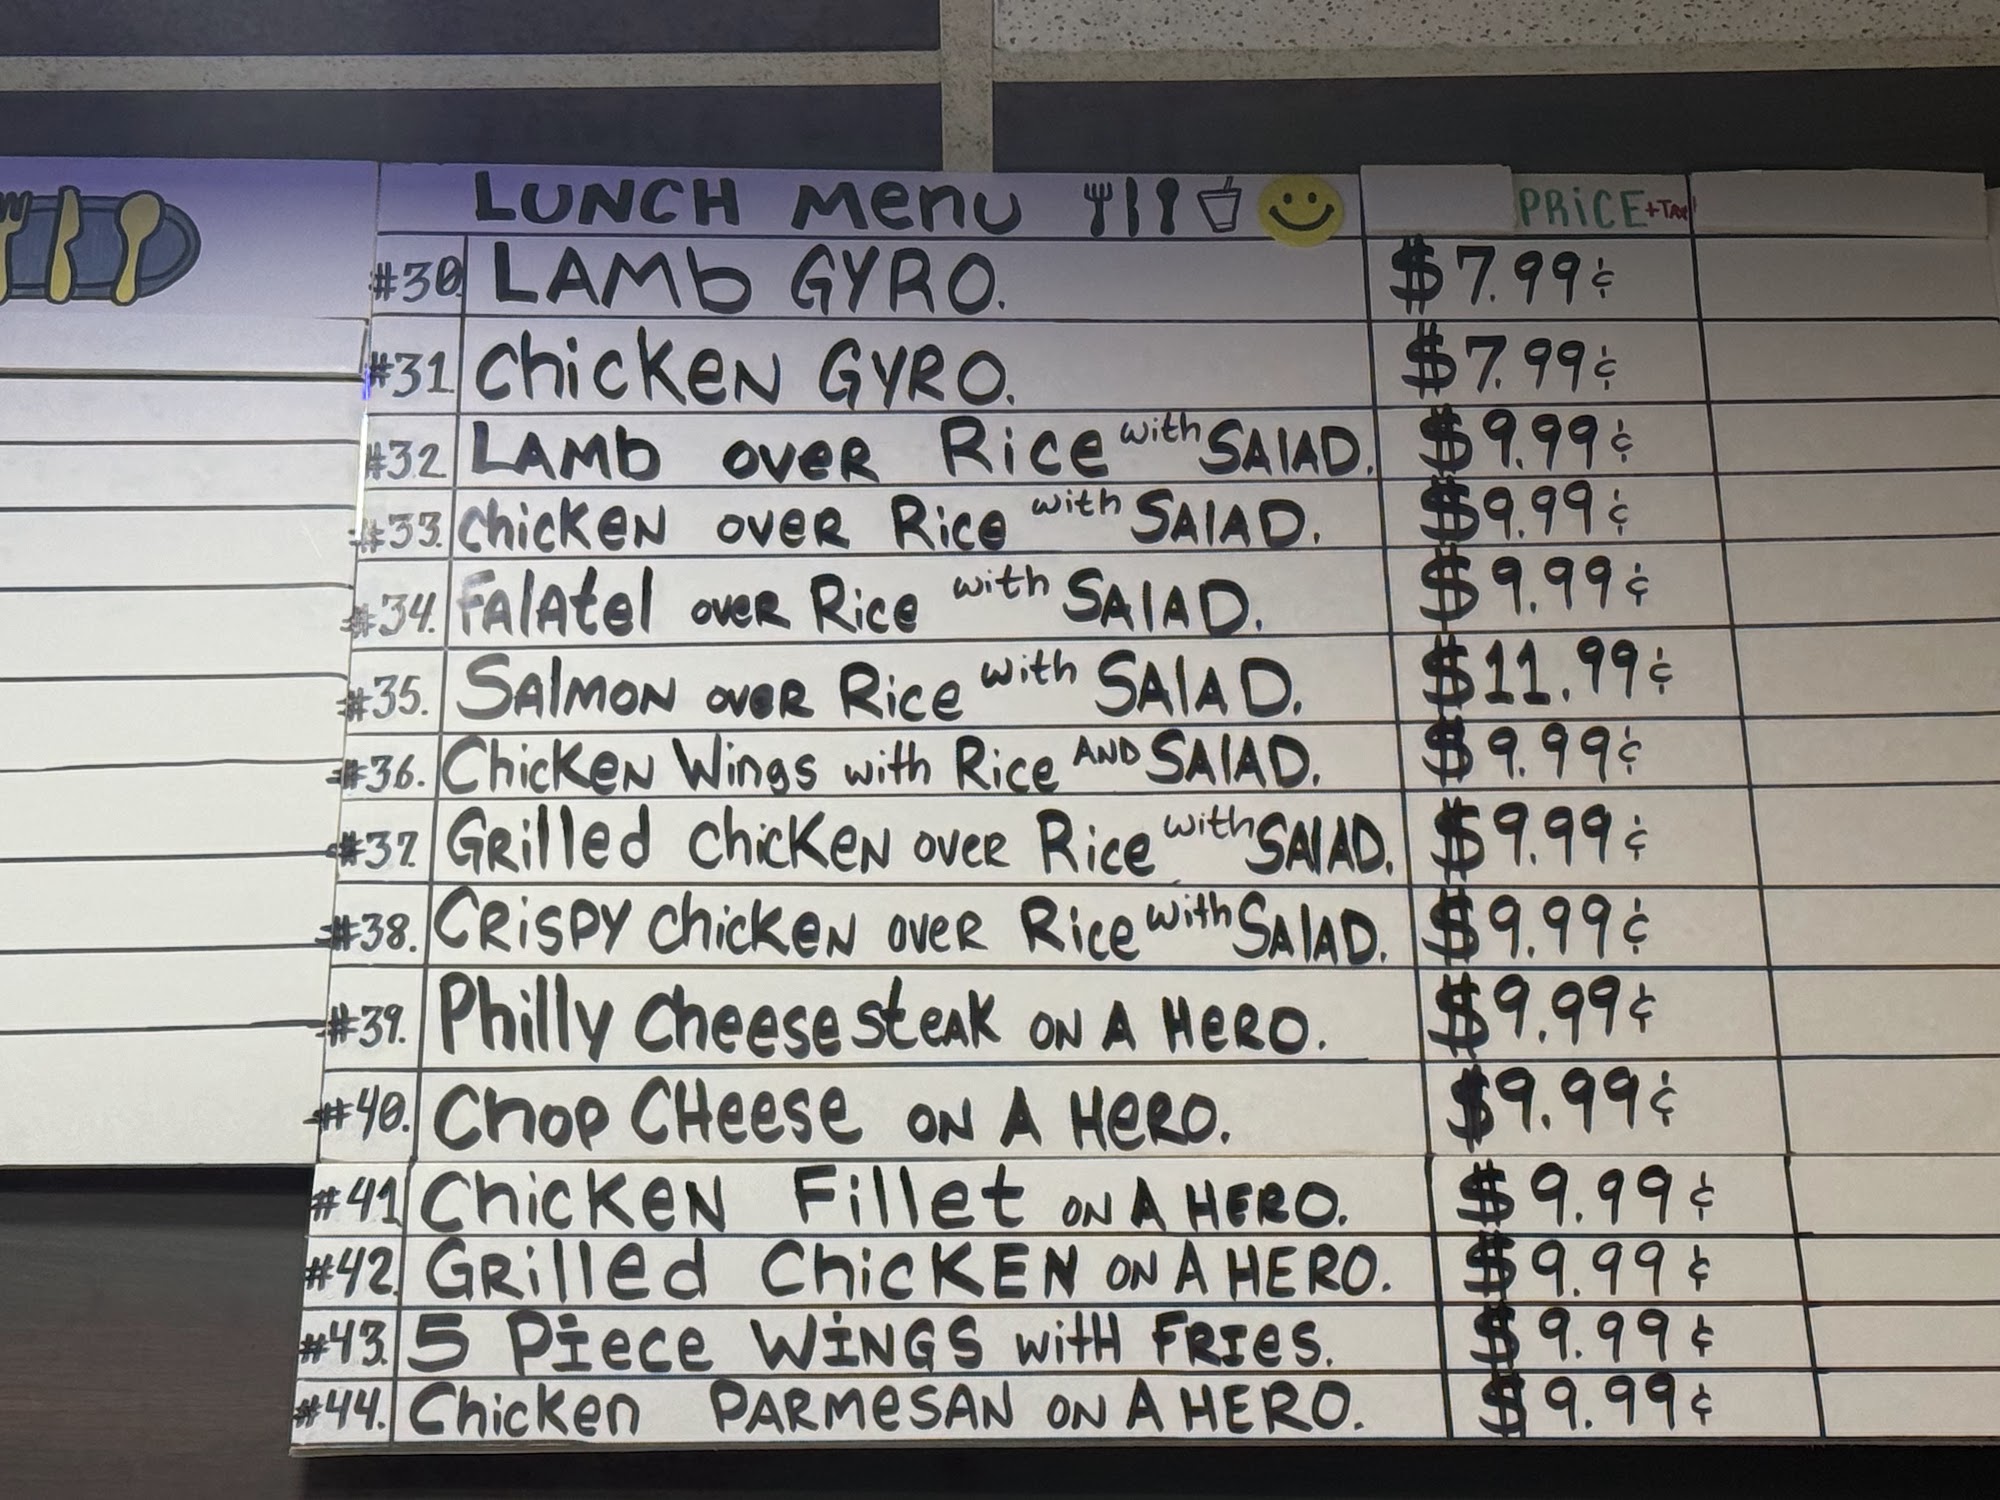 LUNCH Menu PRiCE +TAX
#30. LAMb GYRO. $7.99¢
#31. ChicKeN GYRO. $7.99¢
#32. LAMb oveR Rice with SAlAD. $9.99¢
#33. chicKeN oveR Rice with SAlAD. $9.99¢
#34. FAlAtel oveR Rice with SAlAD. $9.99¢
#35. SAlMON oveR Rice with SAlAD. $11.99¢
#36. ChicKeN Wings with Rice AND SAlAD. $9.99¢
#37. GRilled chicKeN oveR Rice with SAlAD. $9.99¢
#38. CRiSPY chicKeN oveR Rice with SAlAD. $9.99¢
#39. Philly cheesesteAK ON A HeRO. $9.99¢
#40. ChoP CHeese ON A HeRO. $9.99¢
#41 ChicKeN Fillet ON A HERO. $9.99¢
#42. GRilled ChicKEN ON A HERO. $9.99¢
#43. 5 Piece WiNGS witH FRIes. $9.99¢
#44. Chicken PARMeSAN ON A HERO. $9.99¢